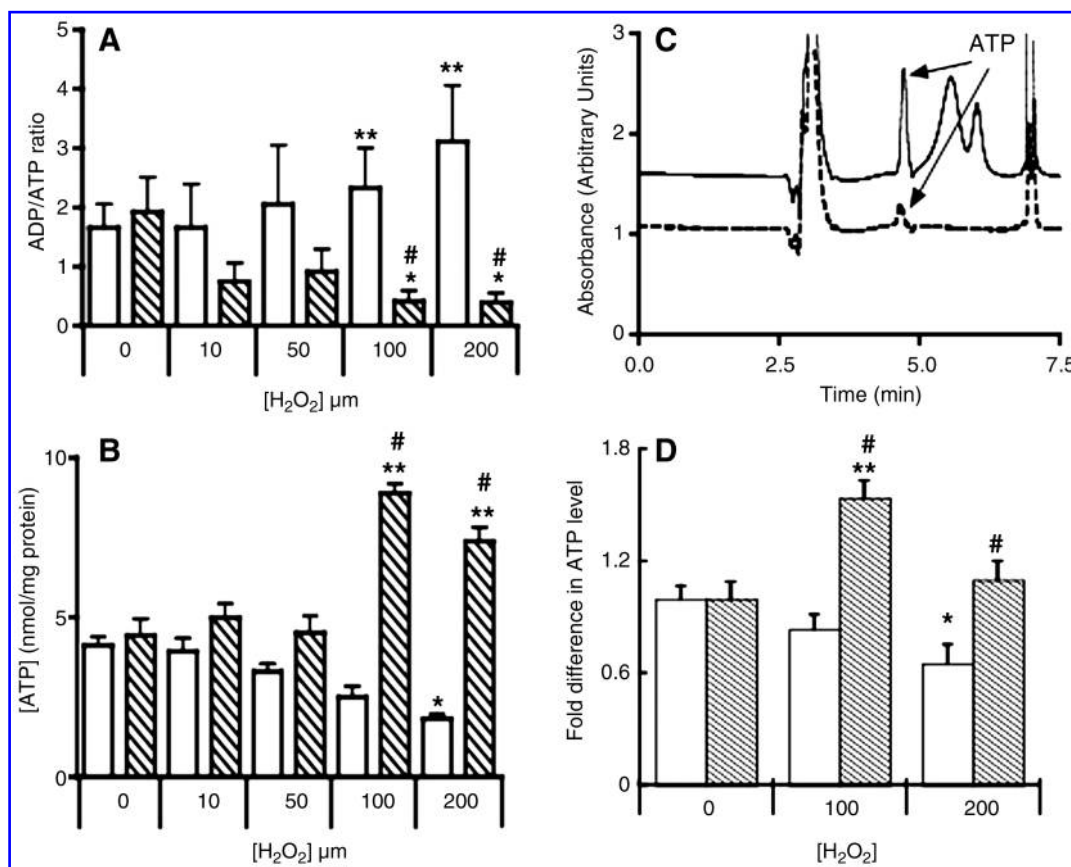 A
5
4
3
2
1
0
ADP/ATP ratio
**
**
#
*
#
*
0 10 50 100 200
[H₂O₂] µm
B
10
5
0
[ATP] (nmol/mg protein)
#
**
#
**
*
0 10 50 100 200
[H₂O₂] µm
C
ATP
3
2
1
0
Absorbance (Arbitrary Units)
0.0 2.5 5.0 7.5
Time (min)
D
1.8
1.2
0.6
0
Fold difference in ATP level
#
**
#
*
0 100 200
[H₂O₂]